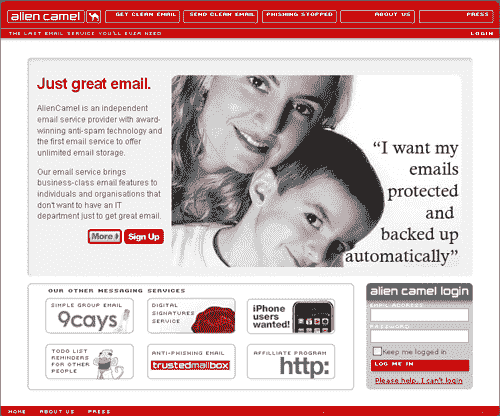 alien camel
GET CLEAN EMAIL
SEND CLEAN EMAIL
PHISHING STOPPED
ABOUT US
PRESS
THE LAST EMAIL SERVICE YOU'LL EVER NEED
LOGIN
Just great email.
AlienCamel is an independent
email service provider with award-
winning anti-spam technology and
the first email service to offer
unlimited email storage.
Our email service brings
business-class email features to
individuals and organisations that
don't want to have an IT
department just to get great email.
More
Sign Up
“I want my
emails
protected
and
backed up
automatically”
OUR OTHER MESSAGING SERVICES
SIMPLE GROUP EMAIL
9cays
DIGITAL
SIGNATURES
SERVICE
iPhone
users
wanted!
TODO LIST
REMINDERS
FOR OTHER
PEOPLE
ANTI-PHISHING EMAIL
trustedmailbox
AFFILIATE PROGRAM
http:
alien camel login
EMAIL ADDRESS
PASSWORD
Keep me logged in
LOG ME IN
Please help, I can't login
HOME
ABOUT US
PRESS